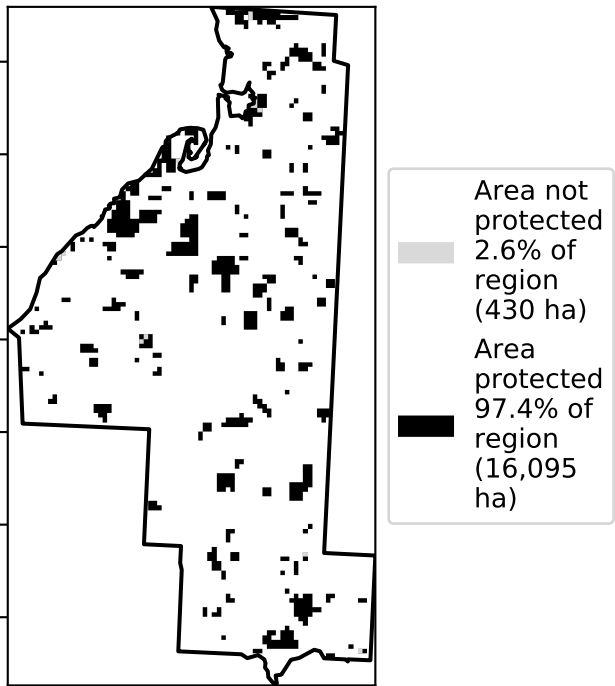 Area not
protected
2.6% of
region
(430 ha)
Area
protected
97.4% of
region
(16,095
ha)